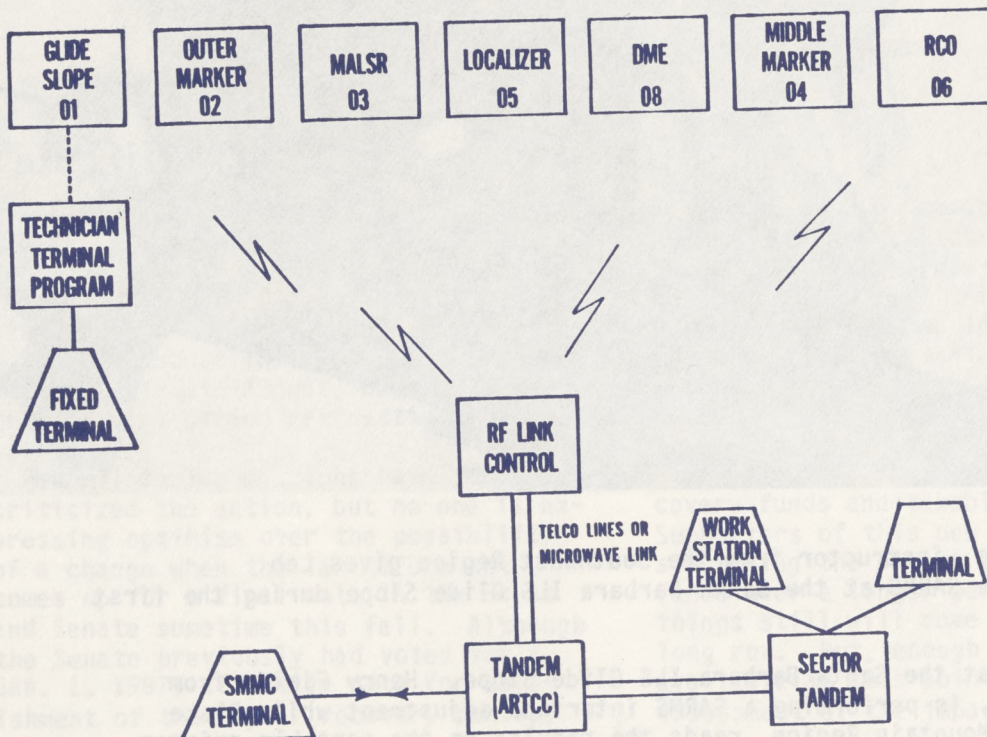 GLIDE
SLOPE
01
OUTER
MARKER
02
MALSR
03
LOCALIZER
05
DME
08
MIDDLE
MARKER
04
RCO
06
TECHNICIAN
TERMINAL
PROGRAM
FIXED
TERMINAL
RF LINK
CONTROL
TELCO LINES OR
MICROWAVE LINK
WORK
STATION
TERMINAL
TERMINAL
SMMC
TERMINAL
TANDEM
(ARTCC)
SECTOR
TANDEM